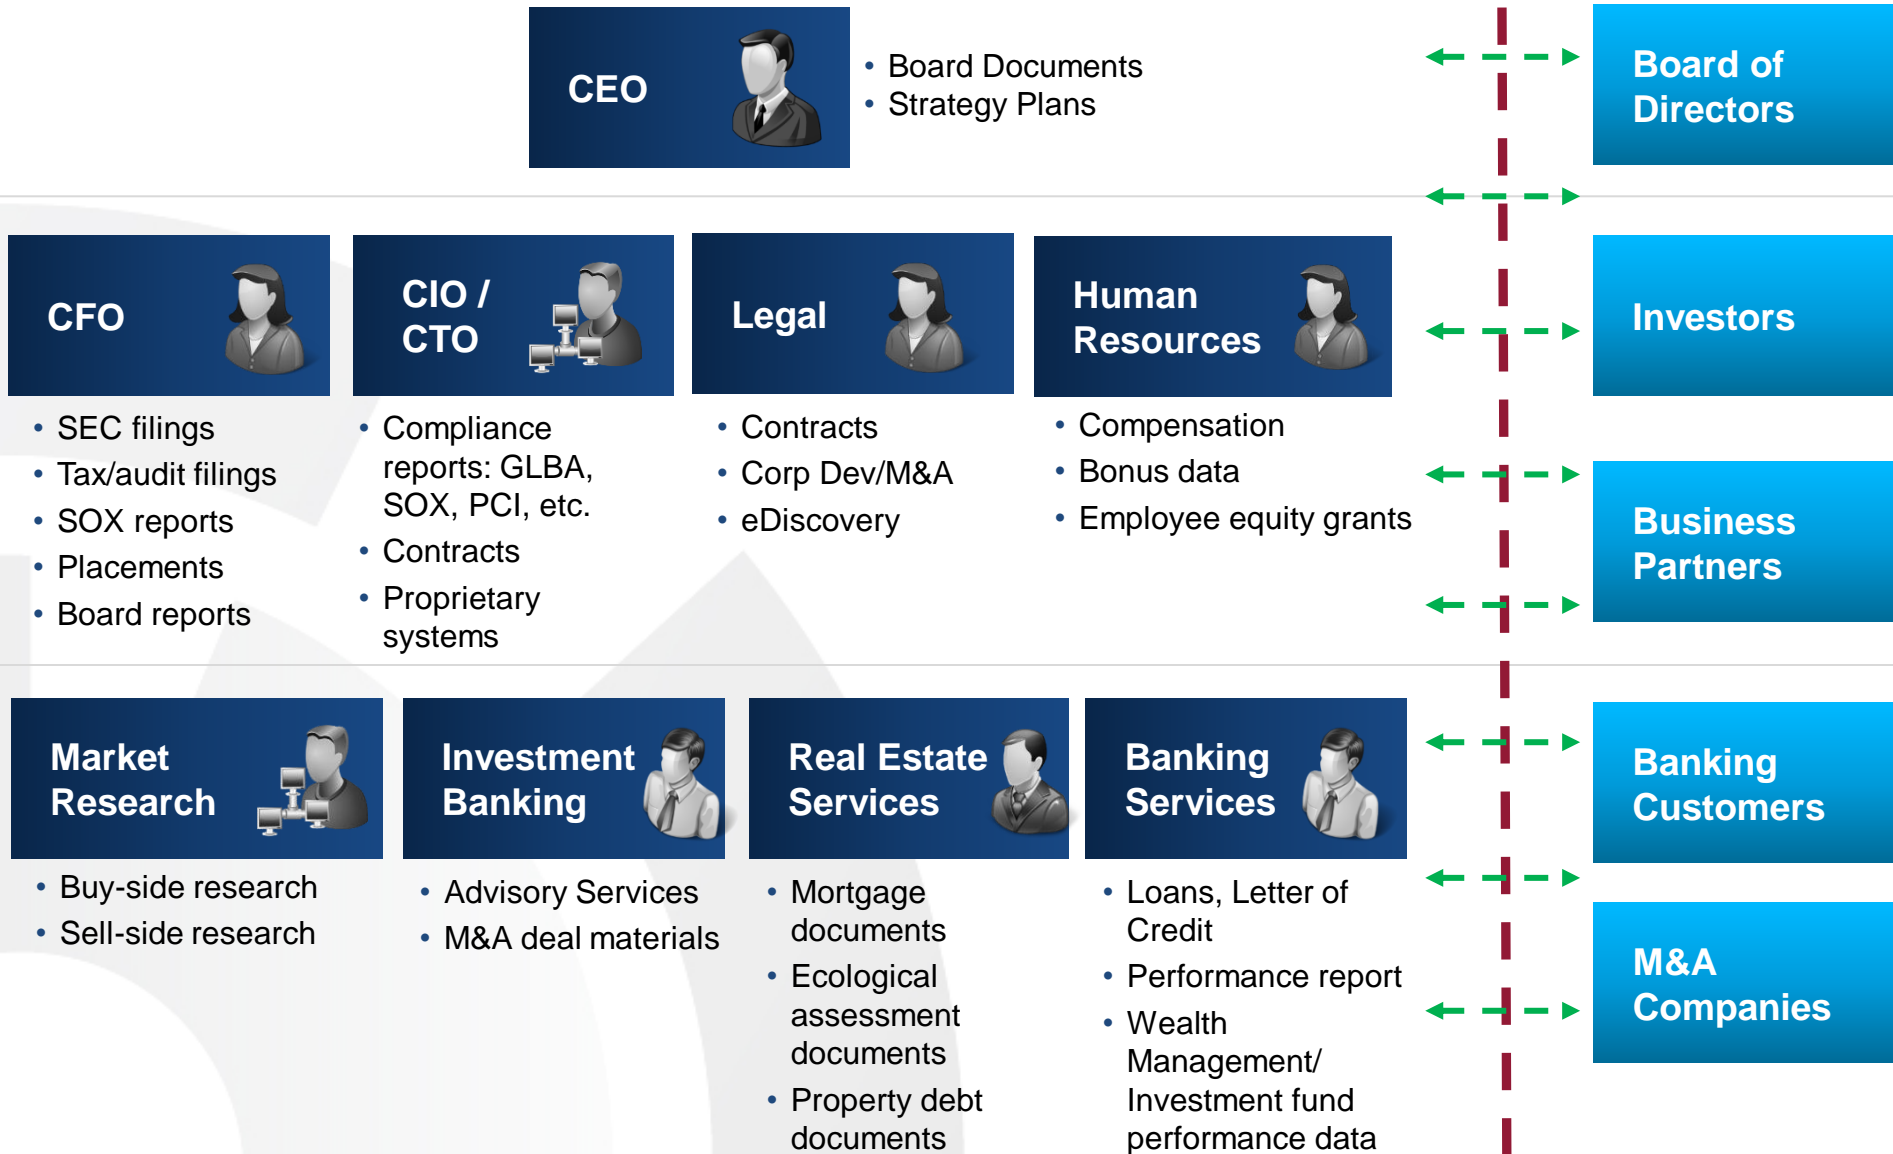 CEO
• Board Documents
• Strategy Plans
Board of
Directors
CFO
• SEC filings
• Tax/audit filings
• SOX reports
• Placements
• Board reports
CIO /
CTO
• Compliance
reports: GLBA,
SOX, PCI, etc.
• Contracts
• Proprietary
systems
Legal
• Contracts
• Corp Dev/M&A
• eDiscovery
Human
Resources
• Compensation
• Bonus data
• Employee equity grants
Investors
Business
Partners
Market
Research
• Buy-side research
• Sell-side research
Investment
Banking
• Advisory Services
• M&A deal materials
Real Estate
Services
• Mortgage
documents
• Ecological
assessment
documents
• Property debt
documents
Banking
Services
• Loans, Letter of
Credit
• Performance report
• Wealth
Management/
Investment fund
performance data
Banking
Customers
M&A
Companies